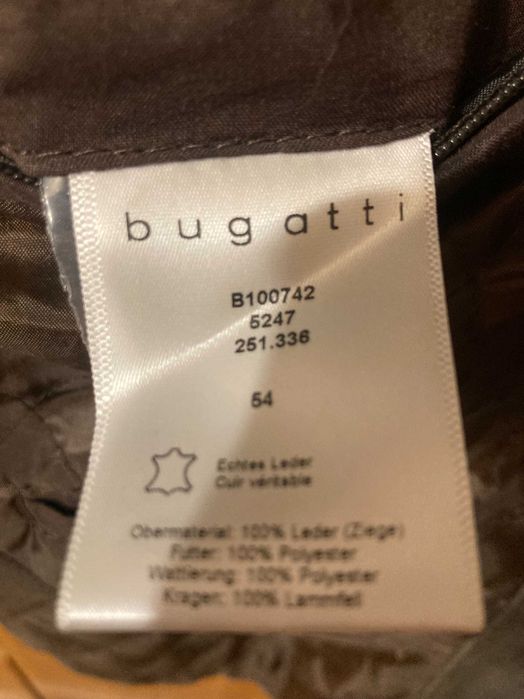 bugatti
B100742
5247
251.336
54
Echtes Leder
Cuir véritable
Obermaterial: 100% Leder (Ziege)
Futter: 100% Polyester
Wattierung: 100% Polyester
Kragen: 100% Lammfell